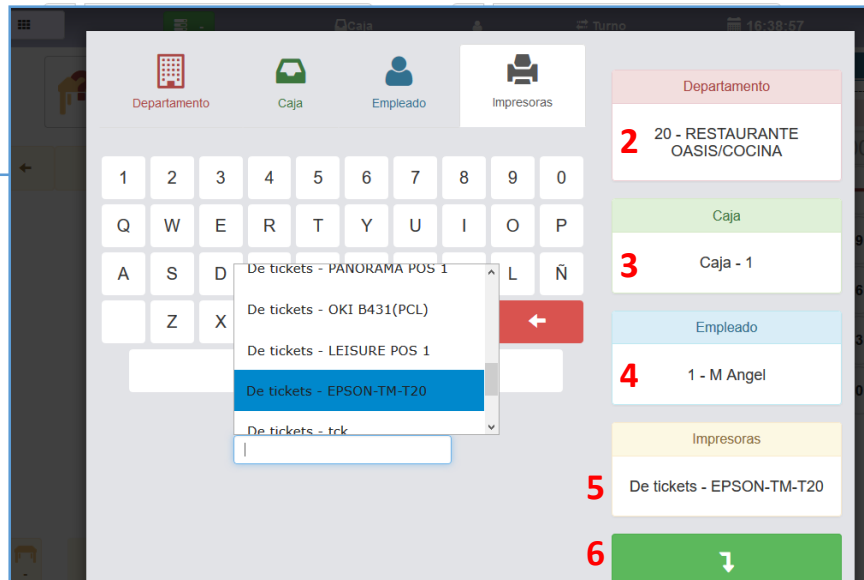 Caja
Turno
16:38:57
Departamento
Caja
Empleado
Impresoras
1 2 3 4 5 6 7 8 9 0
Q W E R T Y U I O P
A S D L Ñ
Z X
De tickets - PANORAMA POS 1
De tickets - OKI B431(PCL)
De tickets - LEISURE POS 1
De tickets - EPSON-TM-T20
De tickets - tck
Departamento
2
20 - RESTAURANTE
OASIS/COCINA
Caja
3
Caja - 1
Empleado
4
1 - M Angel
Impresoras
5
De tickets - EPSON-TM-T20
6